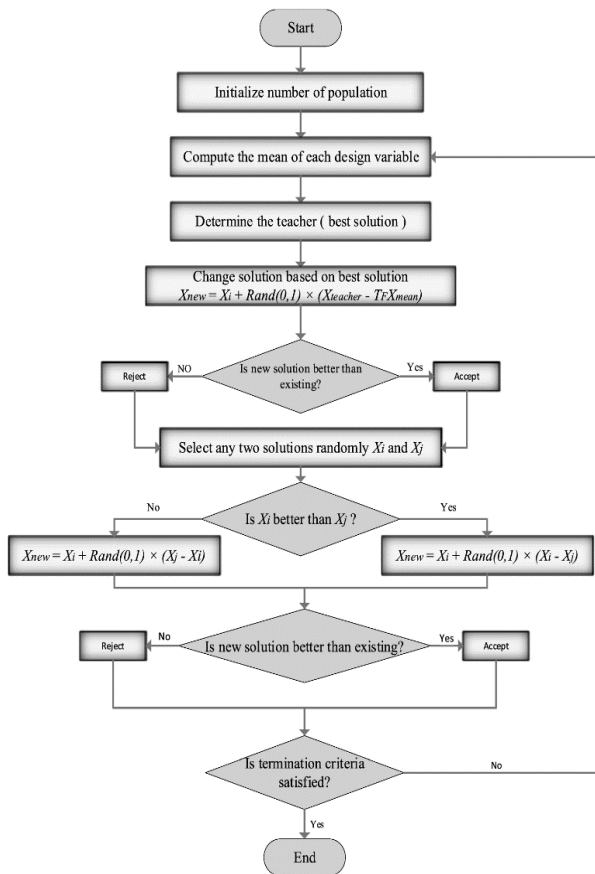 Start
Initialize number of population
Compute the mean of each design variable
Determine the teacher ( best solution )
Change solution based on best solution
Xnew = Xi + Rand(0,1) × (Xteacher - TFXmean)
Is new solution better than
existing?
NO
Yes
Reject
Accept
Select any two solutions randomly Xi and Xj
Is Xi better than Xj ?
No
Yes
Xnew = Xi + Rand(0,1) × (Xj - Xi)
Xnew = Xi + Rand(0,1) × (Xi - Xj)
Is new solution better than existing?
No
Yes
Reject
Accept
Is termination criteria
satisfied?
No
Yes
End